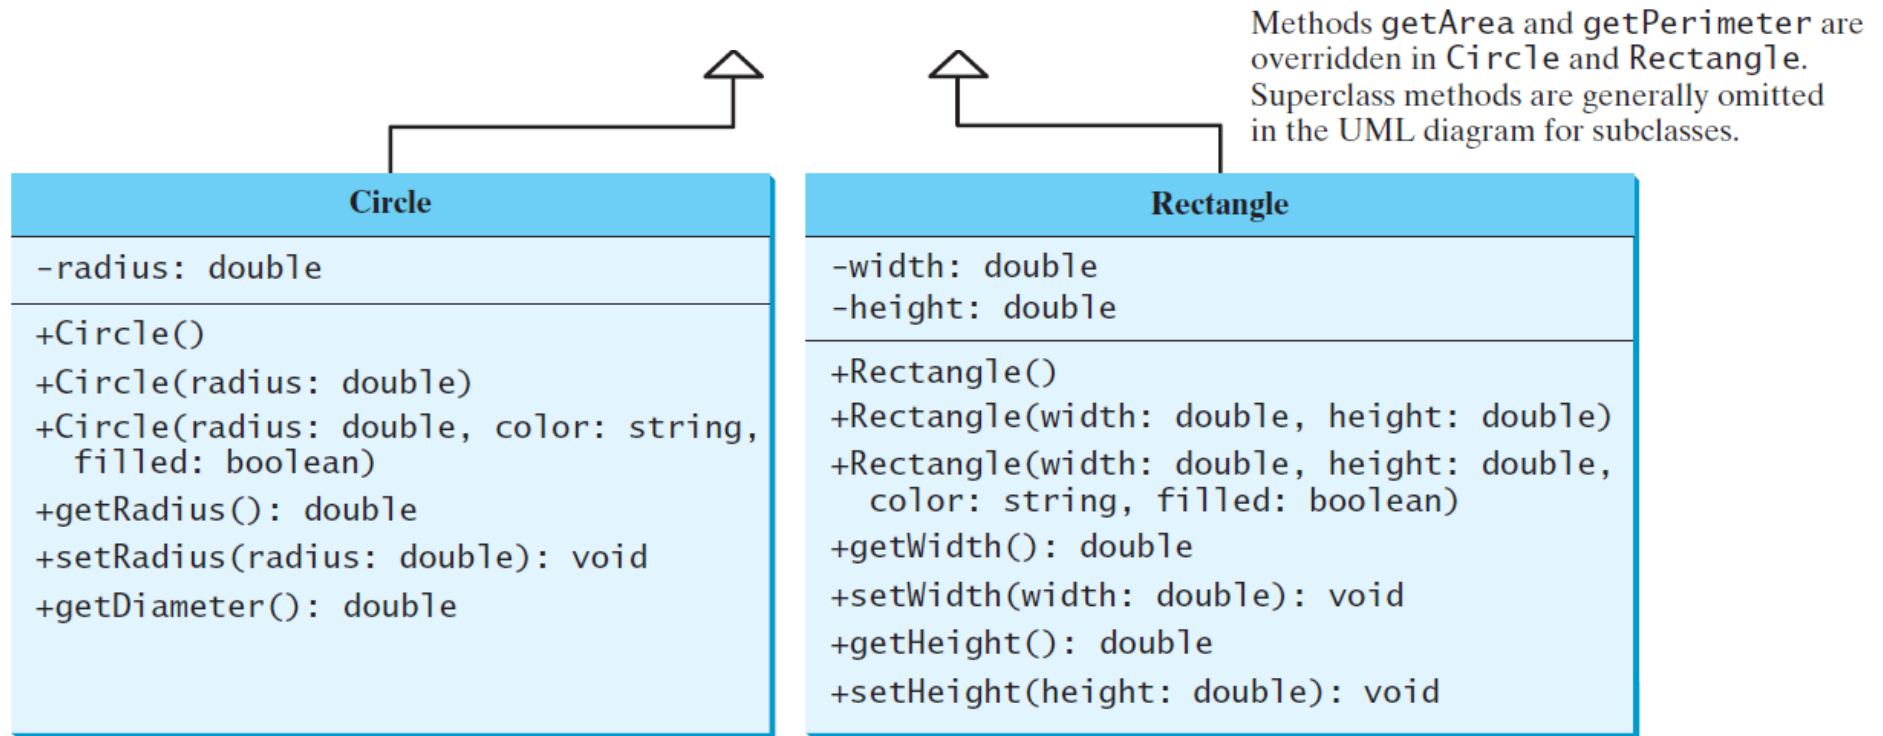 Methods getArea and getPerimeter are
overridden in Circle and Rectangle.
Superclass methods are generally omitted
in the UML diagram for subclasses.
Circle
-radius: double
+Circle()
+Circle(radius: double)
+Circle(radius: double, color: string,
filled: boolean)
+getRadius(): double
+setRadius(radius: double): void
+getDiameter(): double
Rectangle
-width: double
-height: double
+Rectangle()
+Rectangle(width: double, height: double)
+Rectangle(width: double, height: double,
color: string, filled: boolean)
+getWidth(): double
+setWidth(width: double): void
+getHeight(): double
+setHeight(height: double): void